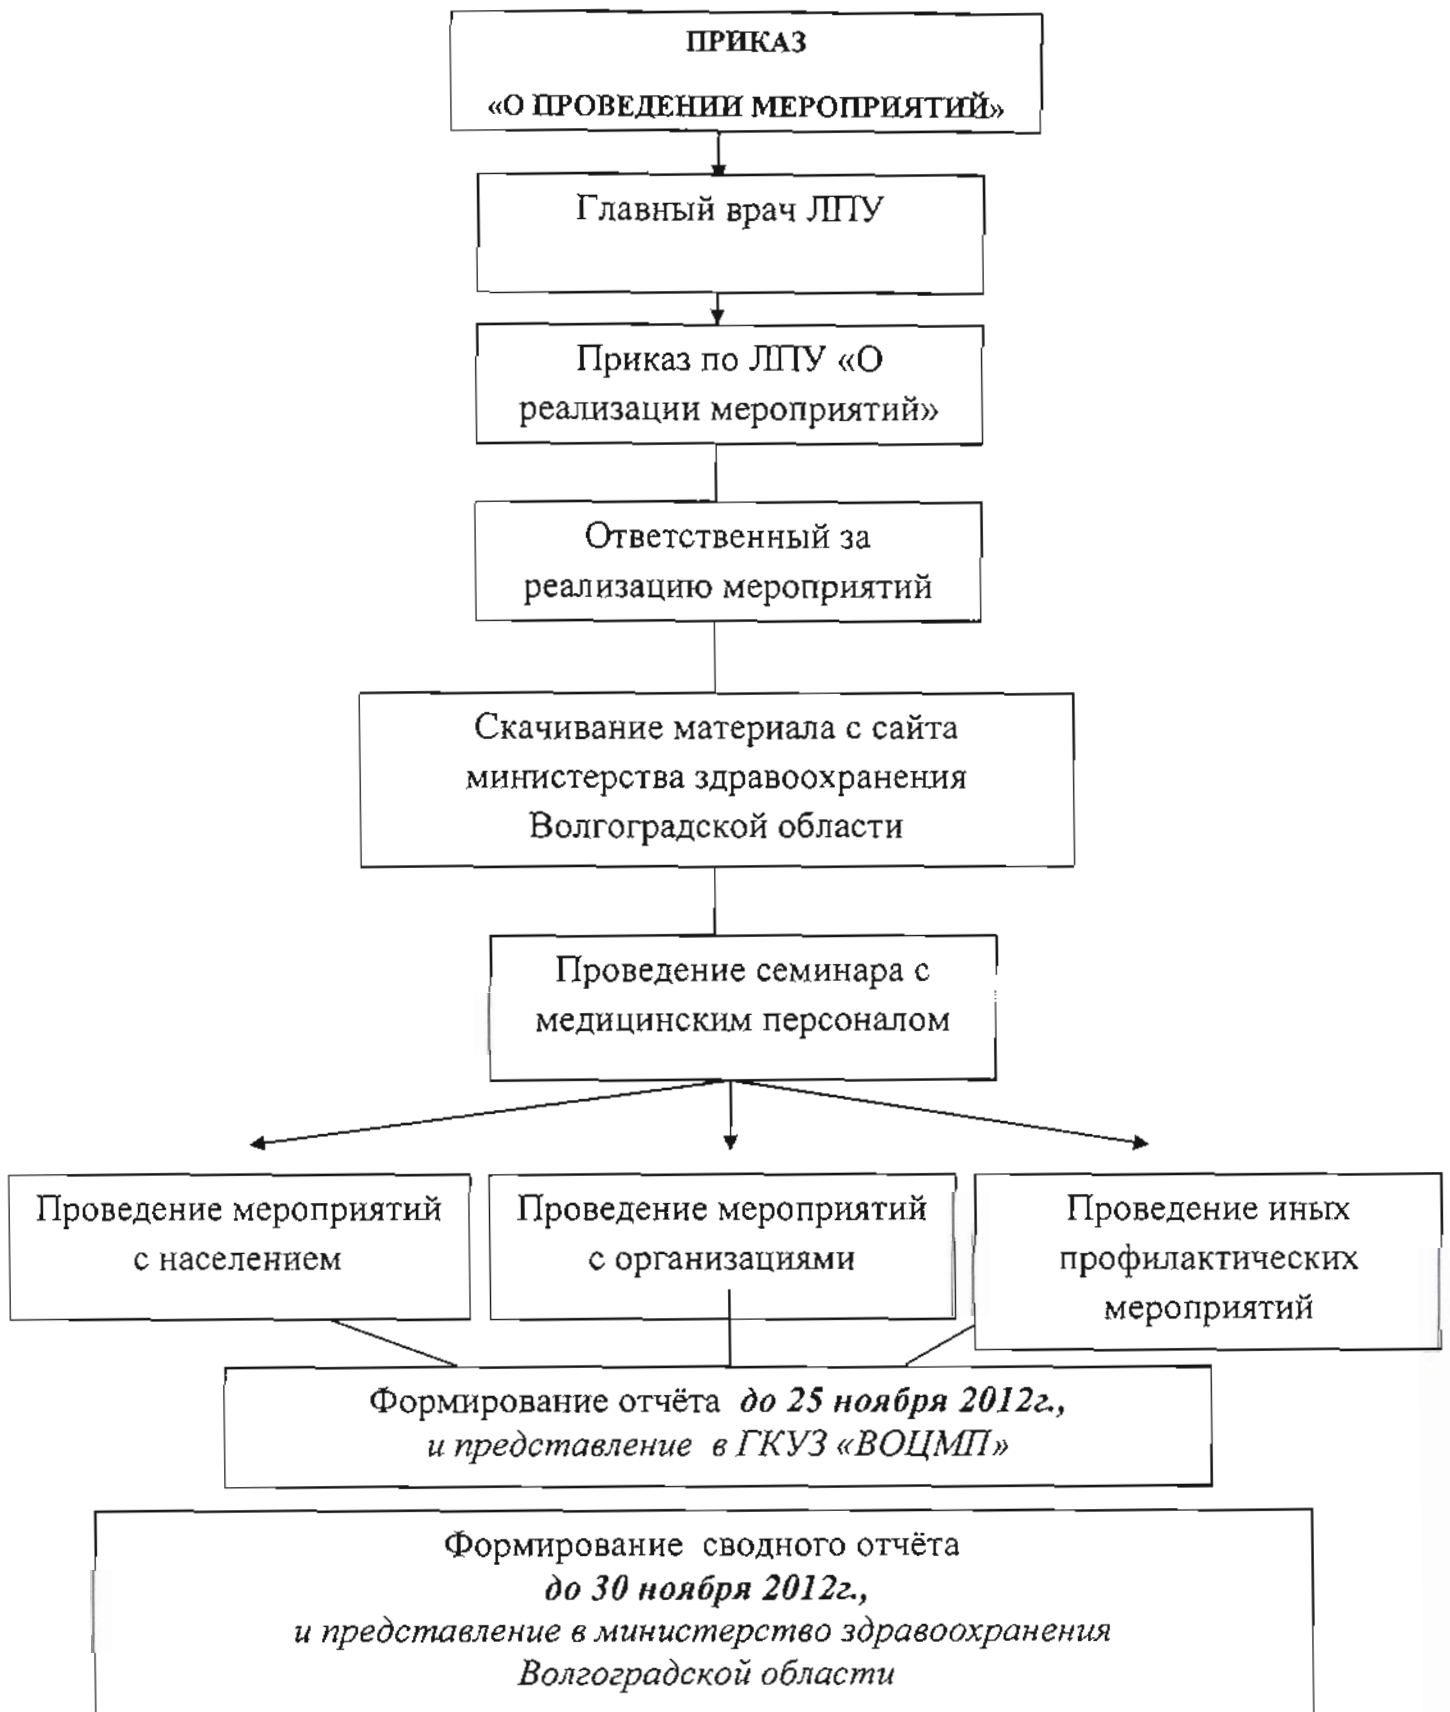 ПРИКАЗ
«О ПРОВЕДЕНИИ МЕРОПРИЯТИЙ»
Главный врач ЛПУ
Приказ по ЛПУ «О
реализации мероприятий»
Ответственный за
реализацию мероприятий
Скачивание материала с сайта
министерства здравоохранения
Волгоградской области
Проведение семинара с
медицинским персоналом
Проведение мероприятий
с населением
Проведение мероприятий
с организациями
Проведение иных
профилактических
мероприятий
Формирование отчёта до 25 ноября 2012г.,
и представление в ГКУЗ «ВОЦМП»
Формирование сводного отчёта
до 30 ноября 2012г.,
и представление в министерство здравоохранения
Волгоградской области